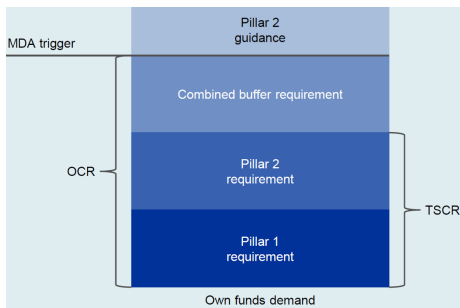 Pillar 2
guidance
MDA trigger
Combined buffer requirement
Pillar 2
requirement
OCR
TSCR
Pillar 1
requirement
Own funds demand